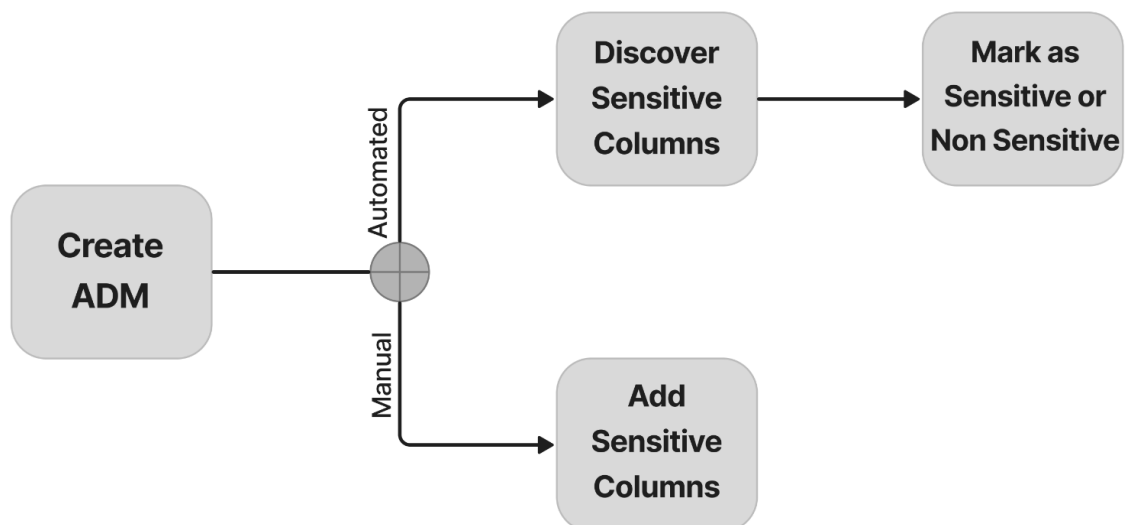 Create
ADM
Automated
Manual
Discover
Sensitive
Columns
Mark as
Sensitive or
Non Sensitive
Add
Sensitive
Columns